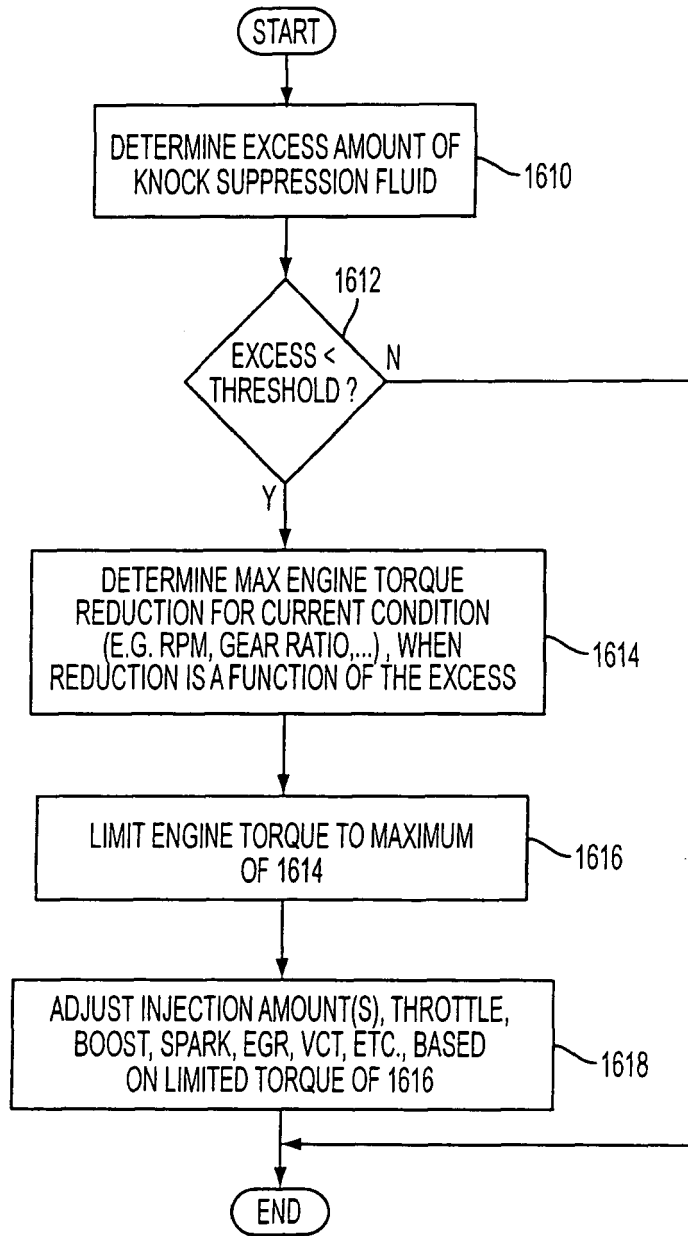 START
DETERMINE EXCESS AMOUNT OF
KNOCK SUPPRESSION FLUID
1610
1612
EXCESS <
THRESHOLD ?
N
Y
DETERMINE MAX ENGINE TORQUE
REDUCTION FOR CURRENT CONDITION
(E.G. RPM, GEAR RATIO,...) , WHEN
REDUCTION IS A FUNCTION OF THE EXCESS
1614
LIMIT ENGINE TORQUE TO MAXIMUM
OF 1614
1616
ADJUST INJECTION AMOUNT(S), THROTTLE,
BOOST, SPARK, EGR, VCT, ETC., BASED
ON LIMITED TORQUE OF 1616
1618
END